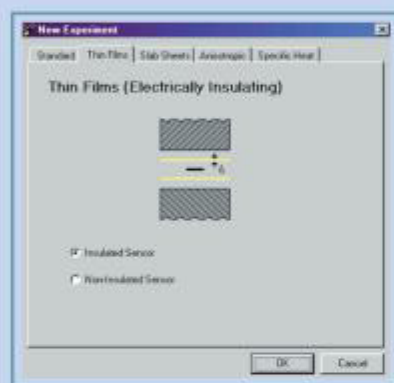 New Experiment
Standard Thin Films Slab Sheets Anisotropic Specific Heat
Thin Films (Electrically Insulating)
Insulated Sensor
Non-Insulated Sensor
OK Cancel